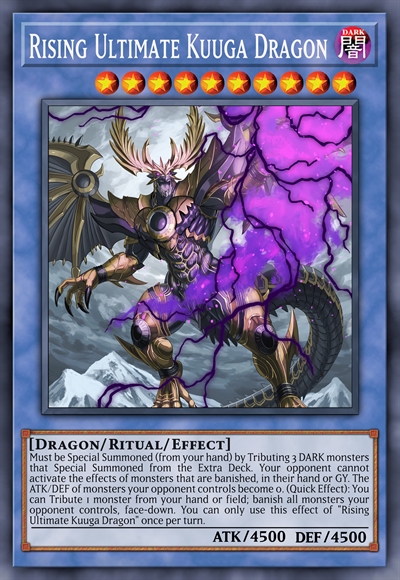 RISING ULTIMATE KUUGA DRAGON
DARK
闇
[DRAGON/RITUAL/EFFECT]
Must be Special Summoned (from your hand) by Tributing 3 DARK monsters
that Special Summoned from the Extra Deck. Your opponent cannot
activate the effects of monsters that are banished, in their hand or GY. The
ATK/DEF of monsters your opponent controls become 0. (Quick Effect): You
can Tribute 1 monster from your hand or field; banish all monsters your
opponent controls, face-down. You can only use this effect of "Rising
Ultimate Kuuga Dragon" once per turn.
ATK/4500 DEF/4500